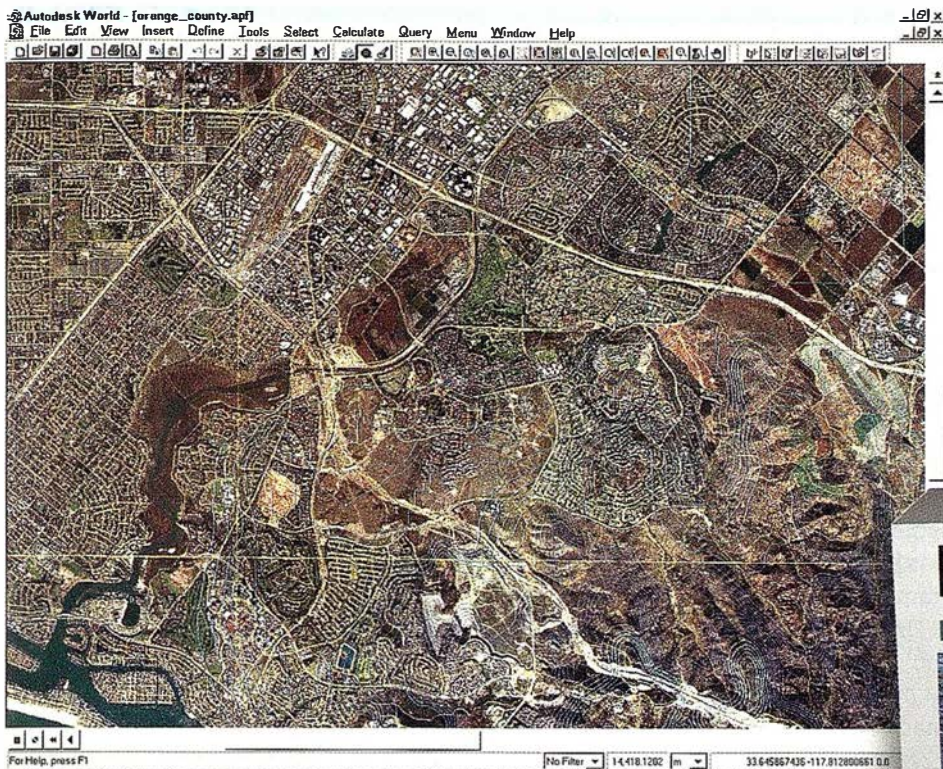 Autodesk World - [orange_county.apf]
File Edit View Insert Define Tools Select Calculate Query Menu Window Help
For Help, press F1
No Filter
14,418.1202
m
33.645867436 -117.812800661 0.0